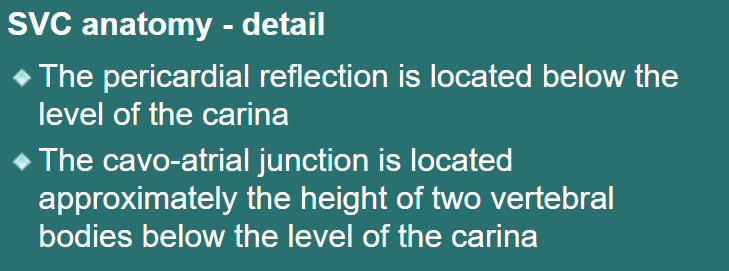 SVC anatomy - detail
The pericardial reflection is located below the
level of the carina
The cavo-atrial junction is located
approximately the height of two vertebral
bodies below the level of the carina